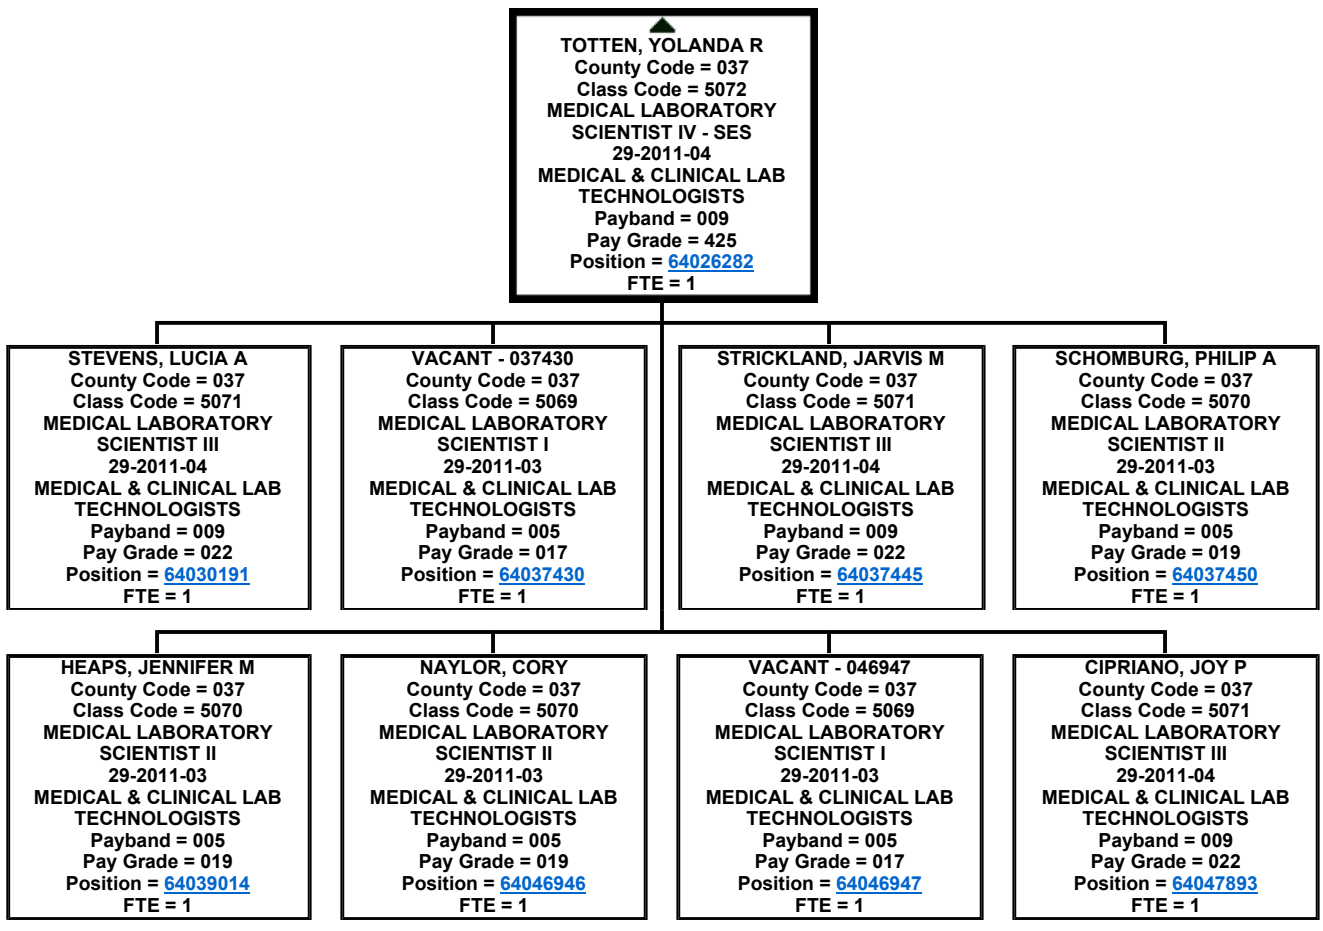 TOTTEN, YOLANDA R
County Code = 037
Class Code = 5072
MEDICAL LABORATORY
SCIENTIST IV - SES
29-2011-04
MEDICAL & CLINICAL LAB
TECHNOLOGISTS
Payband = 009
Pay Grade = 425
Position = 64026282
FTE = 1
STEVENS, LUCIA A
County Code = 037
Class Code = 5071
MEDICAL LABORATORY
SCIENTIST III
29-2011-04
MEDICAL & CLINICAL LAB
TECHNOLOGISTS
Payband = 009
Pay Grade = 022
Position = 64030191
FTE = 1
VACANT - 037430
County Code = 037
Class Code = 5069
MEDICAL LABORATORY
SCIENTIST I
29-2011-03
MEDICAL & CLINICAL LAB
TECHNOLOGISTS
Payband = 005
Pay Grade = 017
Position = 64037430
FTE = 1
STRICKLAND, JARVIS M
County Code = 037
Class Code = 5071
MEDICAL LABORATORY
SCIENTIST III
29-2011-04
MEDICAL & CLINICAL LAB
TECHNOLOGISTS
Payband = 009
Pay Grade = 022
Position = 64037445
FTE = 1
SCHOMBURG, PHILIP A
County Code = 037
Class Code = 5070
MEDICAL LABORATORY
SCIENTIST II
29-2011-03
MEDICAL & CLINICAL LAB
TECHNOLOGISTS
Payband = 005
Pay Grade = 019
Position = 64037450
FTE = 1
HEAPS, JENNIFER M
County Code = 037
Class Code = 5070
MEDICAL LABORATORY
SCIENTIST II
29-2011-03
MEDICAL & CLINICAL LAB
TECHNOLOGISTS
Payband = 005
Pay Grade = 019
Position = 64039014
FTE = 1
NAYLOR, CORY
County Code = 037
Class Code = 5070
MEDICAL LABORATORY
SCIENTIST II
29-2011-03
MEDICAL & CLINICAL LAB
TECHNOLOGISTS
Payband = 005
Pay Grade = 019
Position = 64046946
FTE = 1
VACANT - 046947
County Code = 037
Class Code = 5069
MEDICAL LABORATORY
SCIENTIST I
29-2011-03
MEDICAL & CLINICAL LAB
TECHNOLOGISTS
Payband = 005
Pay Grade = 017
Position = 64046947
FTE = 1
CIPRIANO, JOY P
County Code = 037
Class Code = 5071
MEDICAL LABORATORY
SCIENTIST III
29-2011-04
MEDICAL & CLINICAL LAB
TECHNOLOGISTS
Payband = 009
Pay Grade = 022
Position = 64047893
FTE = 1